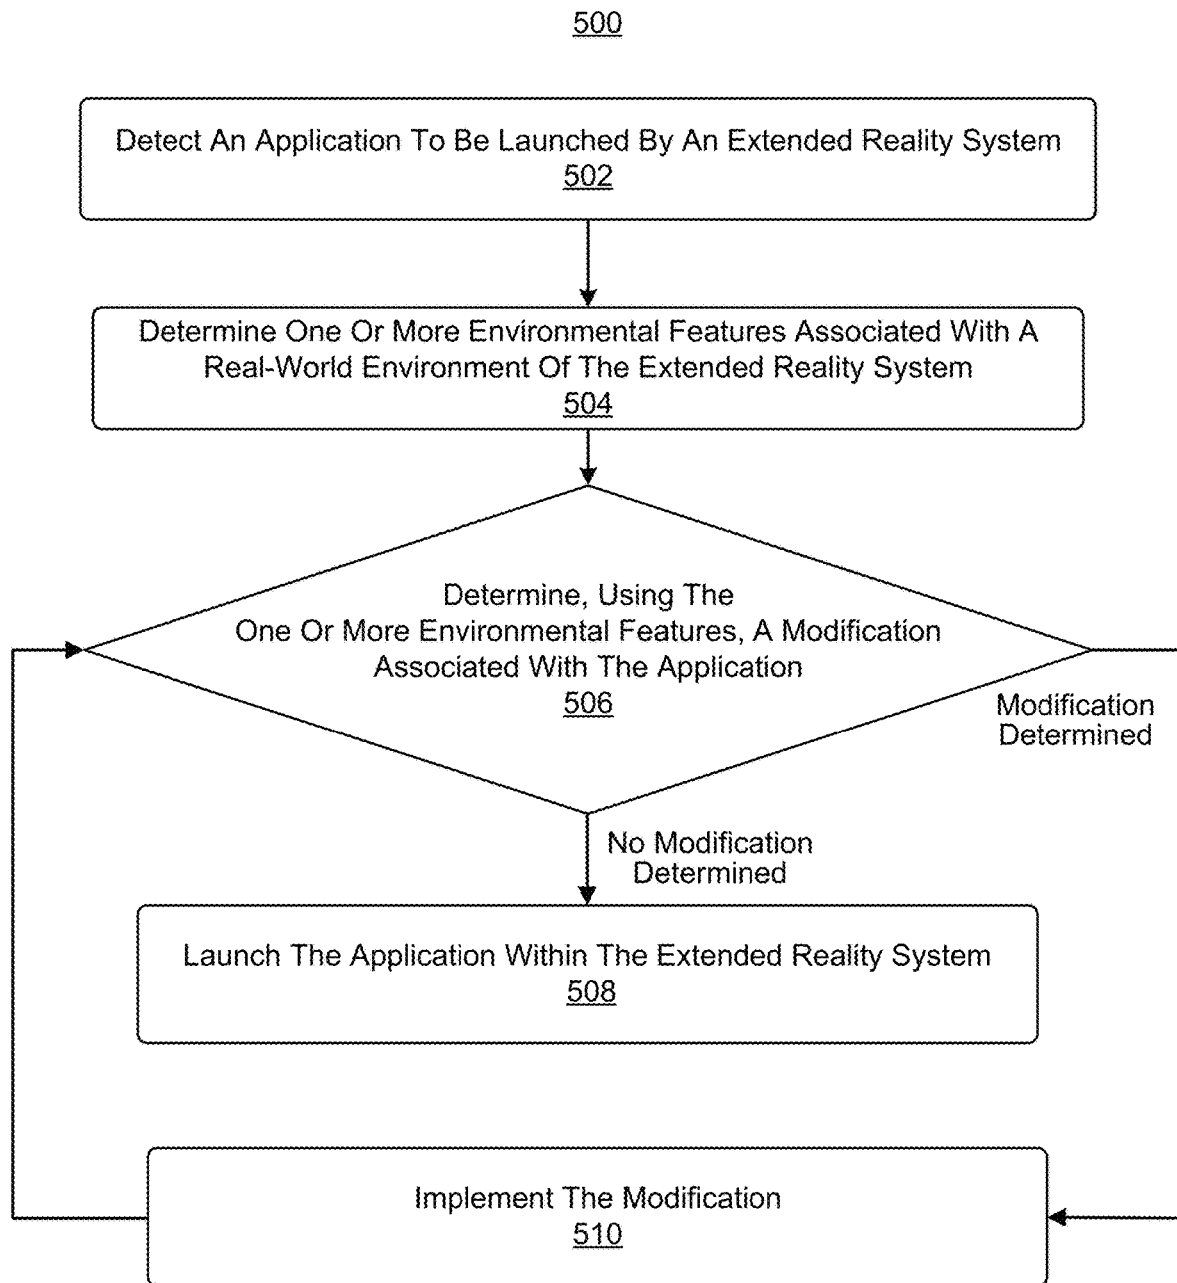 500
Detect An Application To Be Launched By An Extended Reality System
502
Determine One Or More Environmental Features Associated With A
Real-World Environment Of The Extended Reality System
504
Determine, Using The
One Or More Environmental Features, A Modification
Associated With The Application
506
Modification
Determined
No Modification
Determined
Launch The Application Within The Extended Reality System
508
Implement The Modification
510